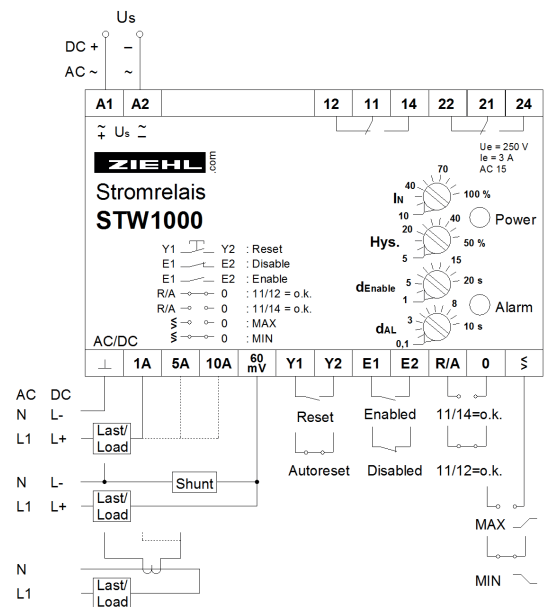 Us
DC + –
AC ~ ~
A1 A2 12 11 14 22 21 24
~ Us ~
+ –
Ue = 250 V
Ie = 3 A
AC 15
ZIEHL.com
Stromrelais
STW1000
IN 10 40 70 100 %
Power
Hys. 5 20 40 50 %
dEnable 1 5 15 20 s
Alarm
dAL 0,1 3 8 10 s
Y1 Y2 : Reset
E1 E2 : Disable
E1 E2 : Enable
R/A 0 : 11/12 = o.k.
R/A 0 : 11/14 = o.k.
≶ 0 : MAX
≶ 0 : MIN
AC/DC
⊥ 1A 5A 10A 60 mV Y1 Y2 E1 E2 R/A 0 ≶
AC DC
N L-
L1 L+ Last/
Load
Reset Enabled 11/14=o.k.
Autoreset Disabled 11/12=o.k.
N L- Shunt
L1 L+ Last/
Load
MAX
MIN
N
L1 Last/
Load